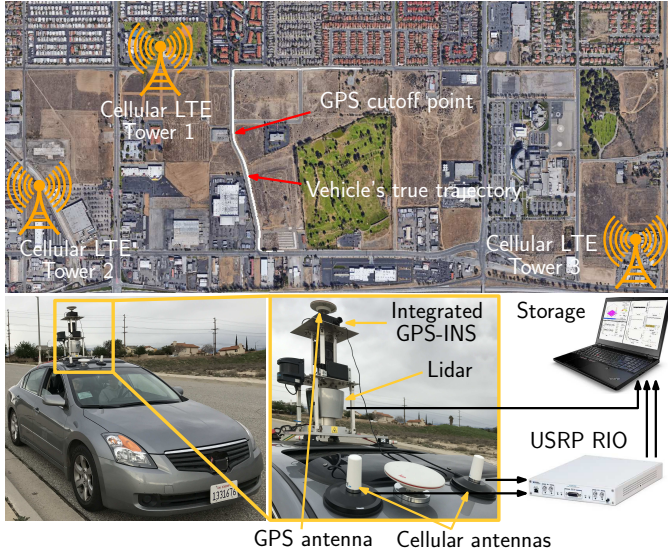 GPS cutoff point
Cellular LTE
Tower 1
Vehicle's true trajectory
Cellular LTE
Tower 2
Cellular LTE
Tower 3
Integrated
GPS-INS
Storage
Lidar
USRP RIO
GPS antenna
Cellular antennas